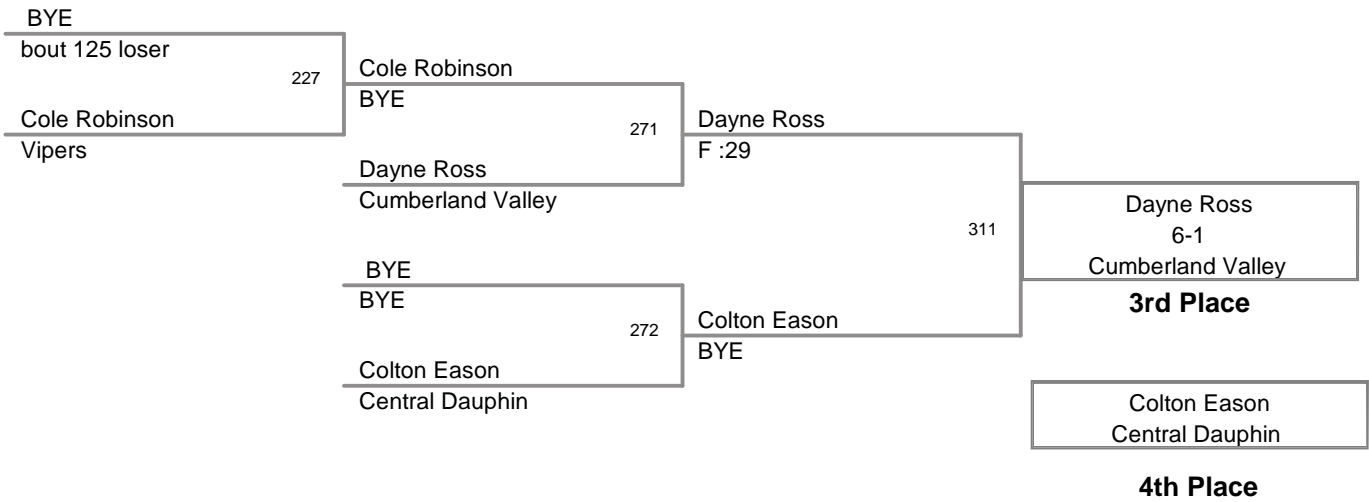 BYE
bout 125 loser
227
Cole Robinson
Vipers
Cole Robinson
BYE
271
Dayne Ross
Cumberland Valley
BYE
BYE
272
Colton Eason
Central Dauphin
Dayne Ross
F :29
311
Colton Eason
BYE
Dayne Ross
6-1
Cumberland Valley
3rd Place
Colton Eason
Central Dauphin
4th Place